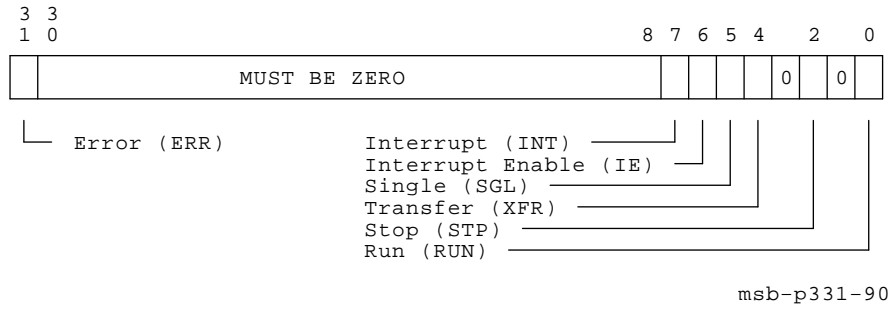 3 3
1 0 8 7 6 5 4 2 0
MUST BE ZERO 0 0
Error (ERR) Interrupt (INT)
Interrupt Enable (IE)
Single (SGL)
Transfer (XFR)
Stop (STP)
Run (RUN)
msb-p331-90